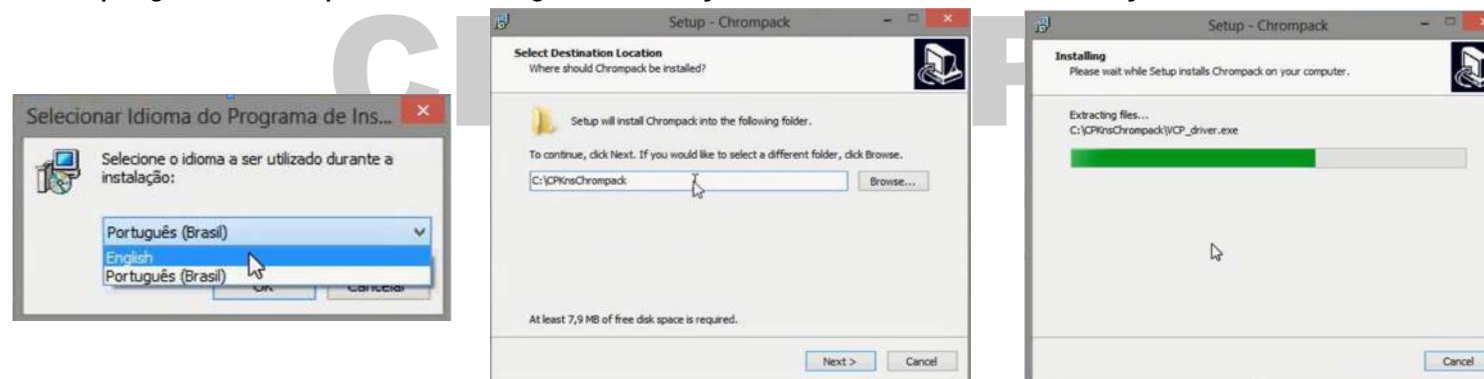 Selecionar Idioma do Programa de Ins...
Selecione o idioma a ser utilizado durante a
instalação:
Português (Brasil)
English
Português (Brasil)
OK
Cancelar
Setup - Chrompack
Select Destination Location
Where should Chrompack be installed?
Setup will install Chrompack into the following folder.
To continue, click Next. If you would like to select a different folder, click Browse.
C:\CPKnsChrompack
Browse...
At least 7,9 MB of free disk space is required.
Next >
Cancel
Setup - Chrompack
Installing
Please wait while Setup installs Chrompack on your computer.
Extracting files...
C:\CPKnsChrompack\VCP_driver.exe
Cancel